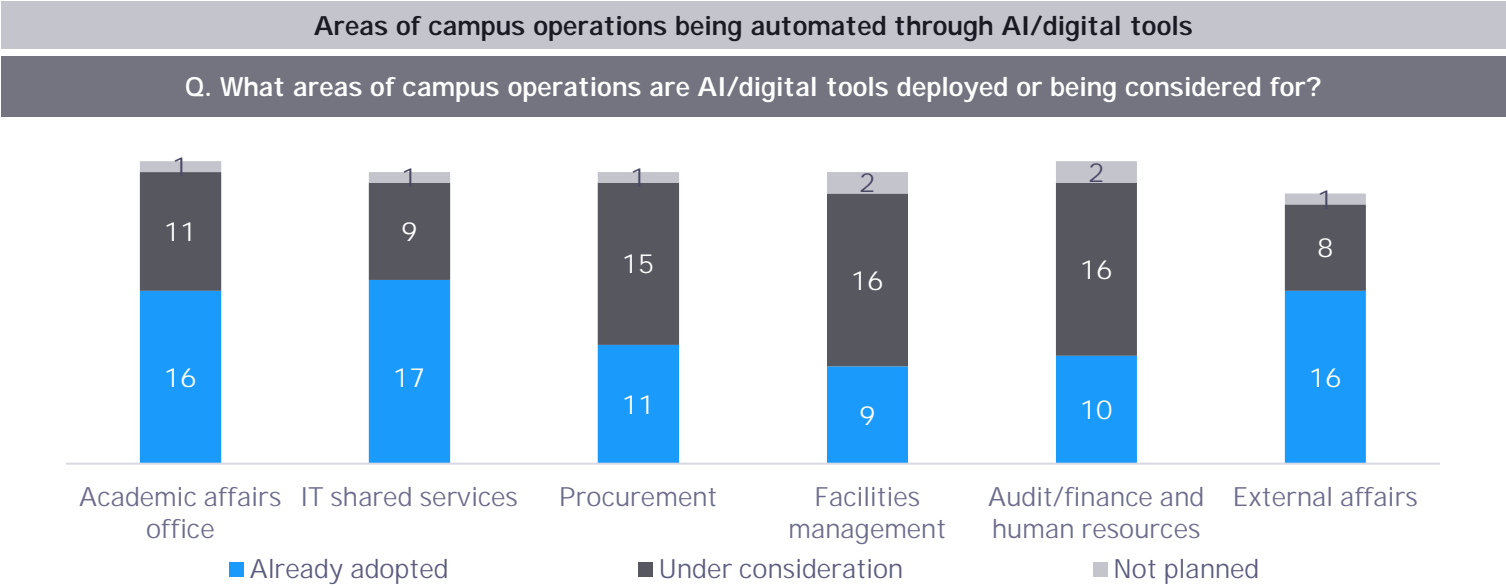 Areas of campus operations being automated through AI/digital tools
Q. What areas of campus operations are AI/digital tools deployed or being considered for?
1 1 1 2 2 1
11 9 15 16 16 8
16 17 11 9 10 16
Academic affairs office
IT shared services
Procurement
Facilities management
Audit/finance and human resources
External affairs
Already adopted
Under consideration
Not planned